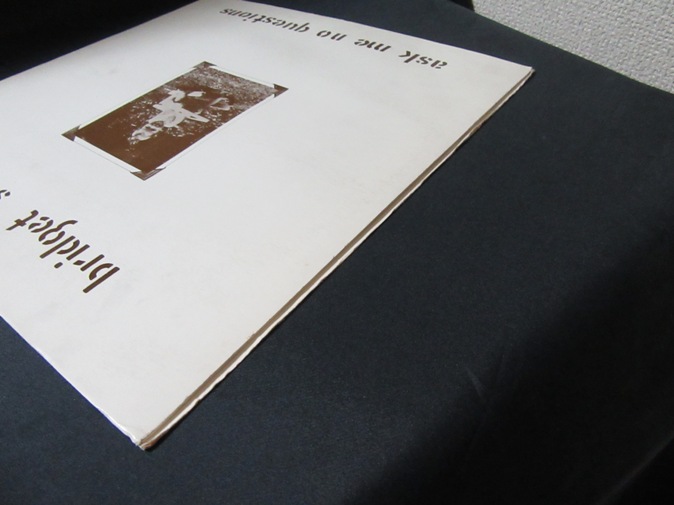 bridget s
ask me no questions